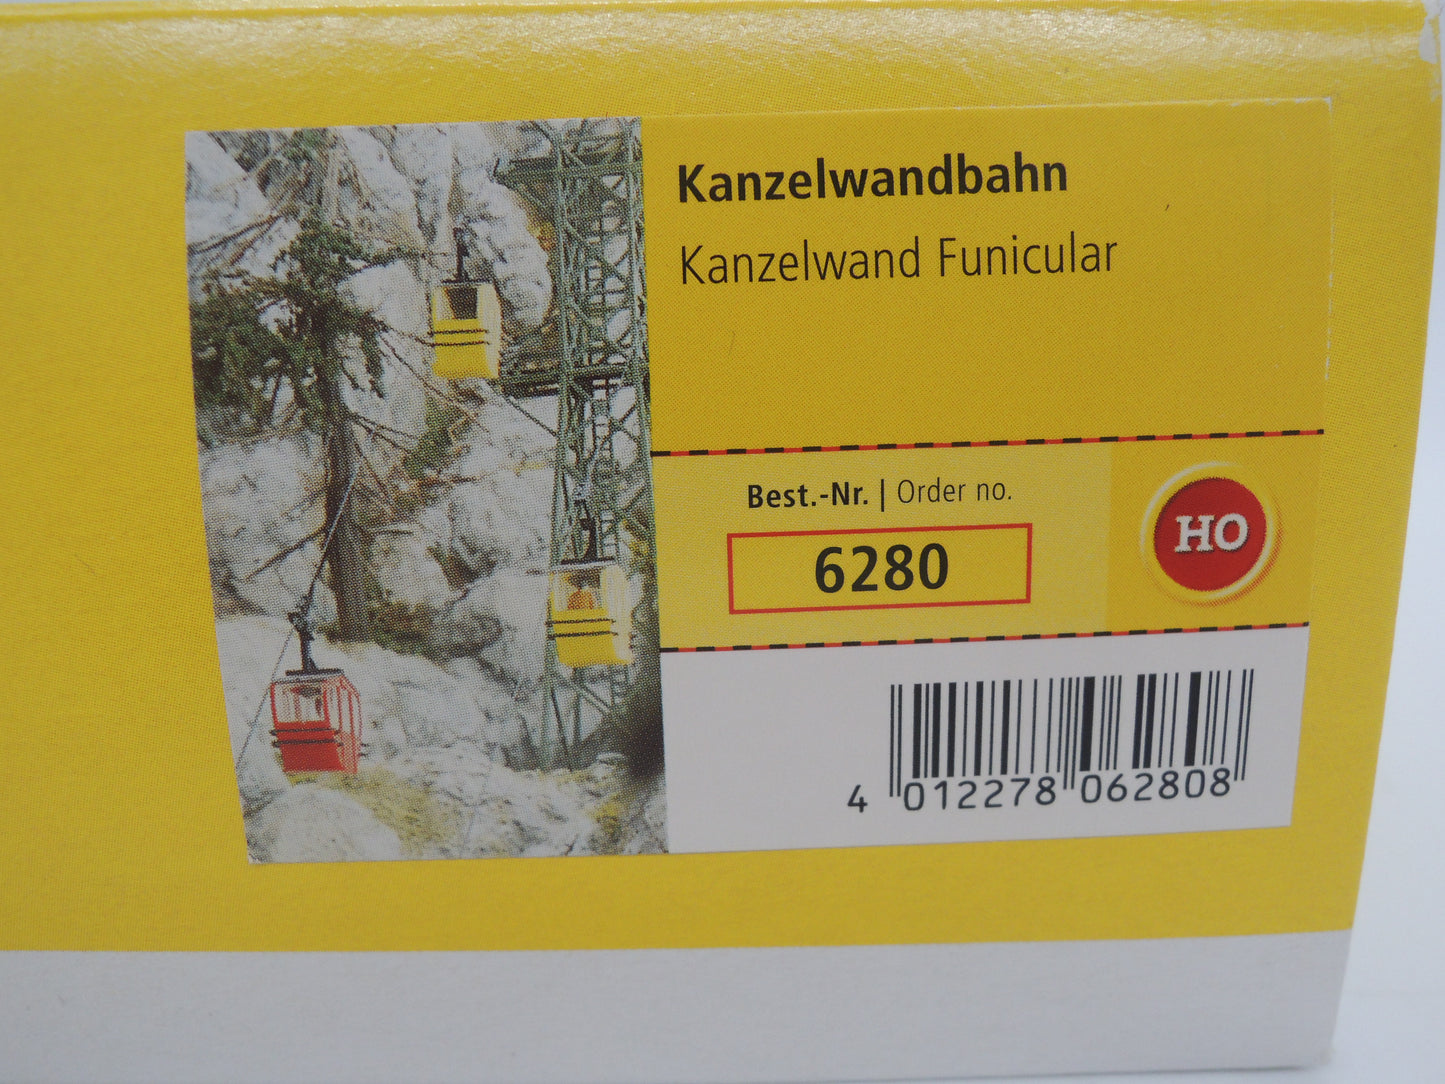 Kanzelwandbahn
Kanzelwand Funicular
Best.-Nr. | Order no.
6280
HO
4 012278 062808